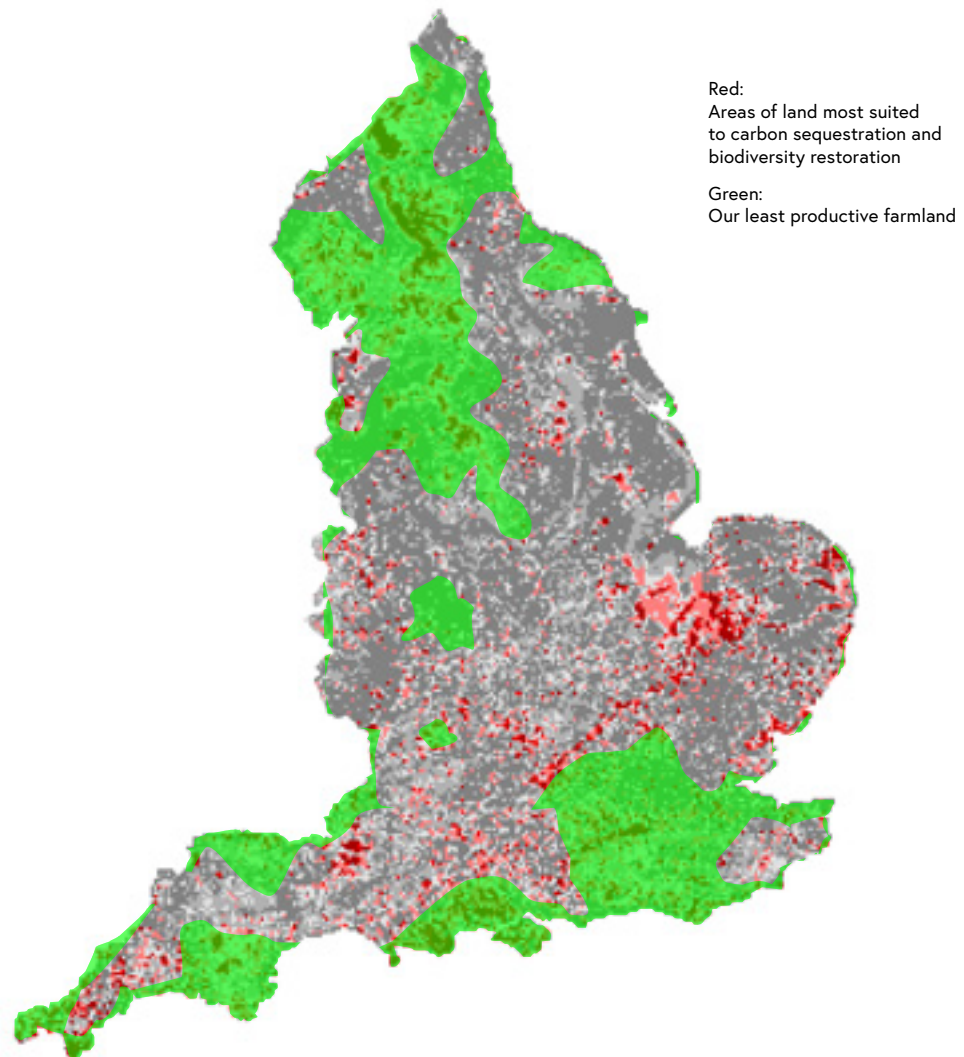 Red:
Areas of land most suited
to carbon sequestration and
biodiversity restoration
Green:
Our least productive farmland